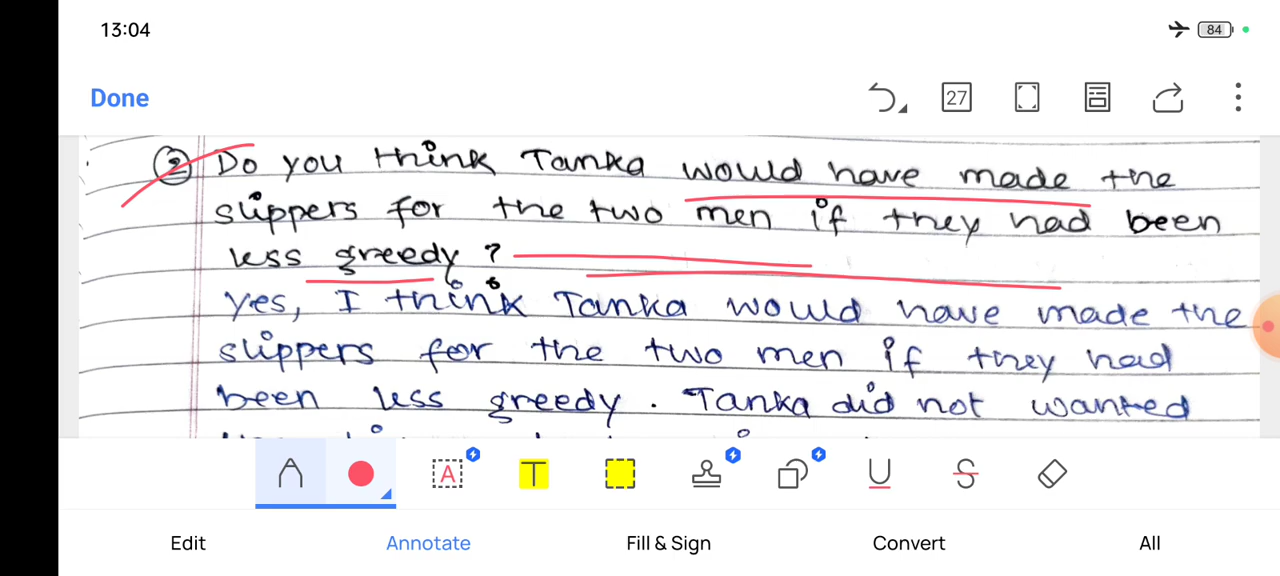 13:04
84
Done
27
② Do you think Tanka would have made the
slippers for the two men if they had been
less greedy?
yes, I think Tanka would have made the
slippers for the two men if they had
been less greedy. Tanka did not wanted
A
A
T
U
S
Edit
Annotate
Fill & Sign
Convert
All